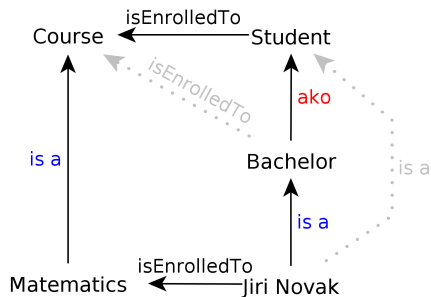 isEnrolledTo
Course
Student
isEnrolledTo
ako
is a
Bachelor
is a
is a
isEnrolledTo
Matematics
Jiri Novak